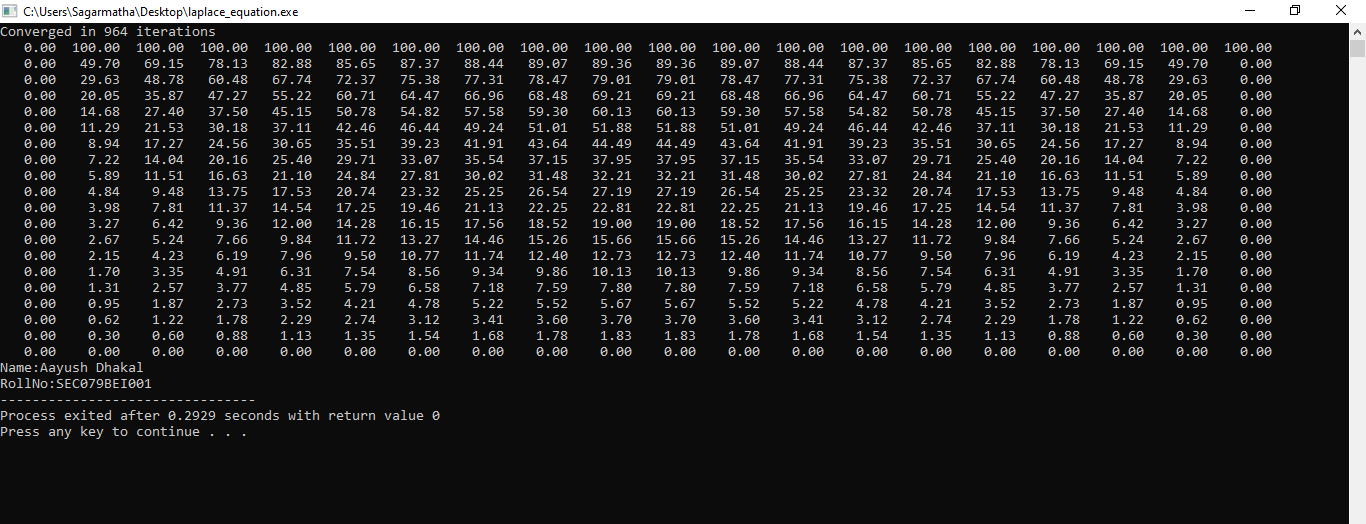 C:\Users\Sagarmatha\Desktop\laplace_equation.exe
Converged in 964 iterations
0.00 100.00 100.00 100.00 100.00 100.00 100.00 100.00 100.00 100.00 100.00 100.00 100.00 100.00 100.00 100.00 100.00 100.00 100.00 100.00
0.00 49.70 69.15 78.13 82.88 85.65 87.37 88.44 89.07 89.36 89.36 89.07 88.44 87.37 85.65 82.88 78.13 69.15 49.70 0.00
0.00 29.63 48.78 60.48 67.74 72.37 75.38 77.31 78.47 79.01 79.01 78.47 77.31 75.38 72.37 67.74 60.48 48.78 29.63 0.00
0.00 20.05 35.87 47.27 55.22 60.71 64.47 66.96 68.48 69.21 69.21 68.48 66.96 64.47 60.71 55.22 47.27 35.87 20.05 0.00
0.00 14.68 27.40 37.50 45.15 50.78 54.82 57.58 59.30 60.13 60.13 59.30 57.58 54.82 50.78 45.15 37.50 27.40 14.68 0.00
0.00 11.29 21.53 30.18 37.11 42.46 46.44 49.24 51.01 51.88 51.88 51.01 49.24 46.44 42.46 37.11 30.18 21.53 11.29 0.00
0.00 8.94 17.27 24.56 30.65 35.51 39.23 41.91 43.64 44.49 44.49 43.64 41.91 39.23 35.51 30.65 24.56 17.27 8.94 0.00
0.00 7.22 14.04 20.16 25.40 29.71 33.07 35.54 37.15 37.95 37.95 37.15 35.54 33.07 29.71 25.40 20.16 14.04 7.22 0.00
0.00 5.89 11.51 16.63 21.10 24.84 27.81 30.02 31.48 32.21 32.21 31.48 30.02 27.81 24.84 21.10 16.63 11.51 5.89 0.00
0.00 4.84 9.48 13.75 17.53 20.74 23.32 25.25 26.54 27.19 27.19 26.54 25.25 23.32 20.74 17.53 13.75 9.48 4.84 0.00
0.00 3.98 7.81 11.37 14.54 17.25 19.46 21.13 22.25 22.81 22.81 22.25 21.13 19.46 17.25 14.54 11.37 7.81 3.98 0.00
0.00 3.27 6.42 9.36 12.00 14.28 16.15 17.56 18.52 19.00 19.00 18.52 17.56 16.15 14.28 12.00 9.36 6.42 3.27 0.00
0.00 2.67 5.24 7.66 9.84 11.72 13.27 14.46 15.26 15.66 15.66 15.26 14.46 13.27 11.72 9.84 7.66 5.24 2.67 0.00
0.00 2.15 4.23 6.19 7.96 9.50 10.77 11.74 12.40 12.73 12.73 12.40 11.74 10.77 9.50 7.96 6.19 4.23 2.15 0.00
0.00 1.70 3.35 4.91 6.31 7.54 8.56 9.34 9.86 10.13 10.13 9.86 9.34 8.56 7.54 6.31 4.91 3.35 1.70 0.00
0.00 1.31 2.57 3.77 4.85 5.79 6.58 7.18 7.59 7.80 7.80 7.59 7.18 6.58 5.79 4.85 3.77 2.57 1.31 0.00
0.00 0.95 1.87 2.73 3.52 4.21 4.78 5.22 5.52 5.67 5.67 5.52 5.22 4.78 4.21 3.52 2.73 1.87 0.95 0.00
0.00 0.62 1.22 1.78 2.29 2.74 3.12 3.41 3.60 3.70 3.70 3.60 3.41 3.12 2.74 2.29 1.78 1.22 0.62 0.00
0.00 0.30 0.60 0.88 1.13 1.35 1.54 1.68 1.78 1.83 1.83 1.78 1.68 1.54 1.35 1.13 0.88 0.60 0.30 0.00
0.00 0.00 0.00 0.00 0.00 0.00 0.00 0.00 0.00 0.00 0.00 0.00 0.00 0.00 0.00 0.00 0.00 0.00 0.00 0.00
Name:Aayush Dhakal
RollNo:SEC079BEI001
--------------------------------
Process exited after 0.2929 seconds with return value 0
Press any key to continue . . .